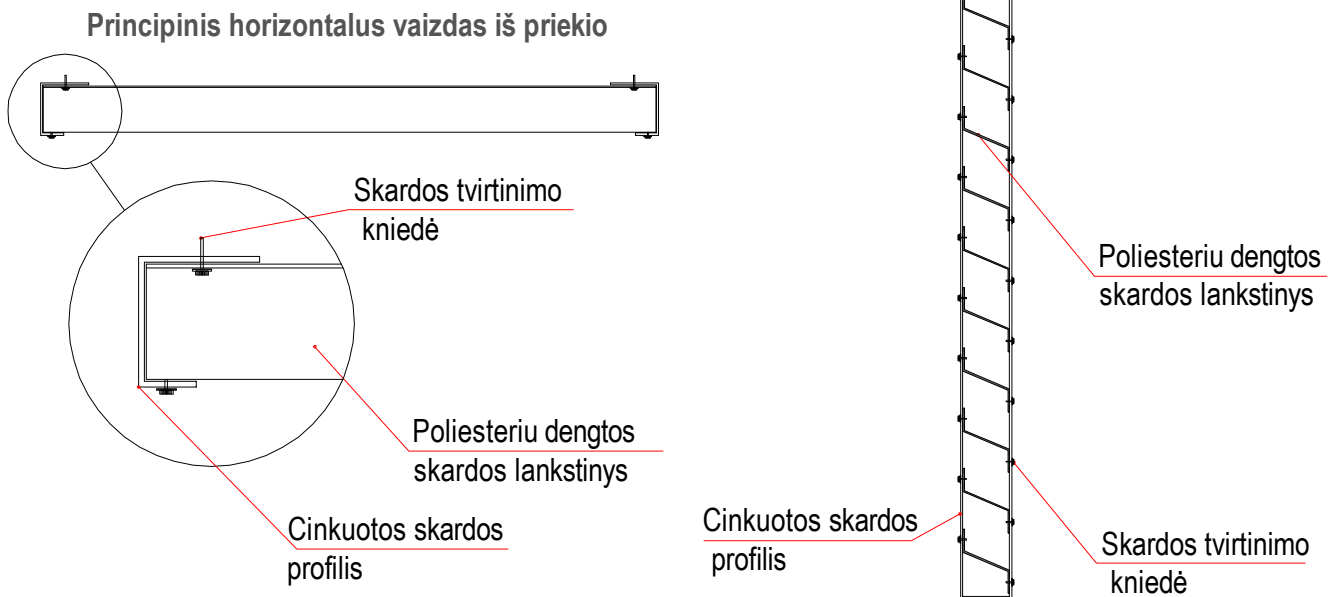 Principinis horizontalus vaizdas iš priekio
Skardos tvirtinimo
kniedė
Poliesteriu dengtos
skardos lankstinys
Cinkuotos skardos
profilis
Poliesteriu dengtos
skardos lankstinys
Cinkuotos skardos
profilis
Skardos tvirtinimo
kniedė